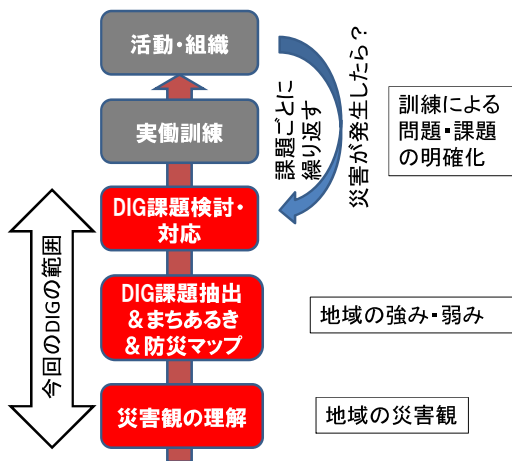 活動・組織
実働訓練
DIG課題検討・
対応
DIG課題抽出
&まちあるき
&防災マップ
災害観の理解
今回のDIGの範囲
課題ごとに
繰り返す
災害が発生したら?
訓練による
問題・課題
の明確化
地域の強み・弱み
地域の災害観